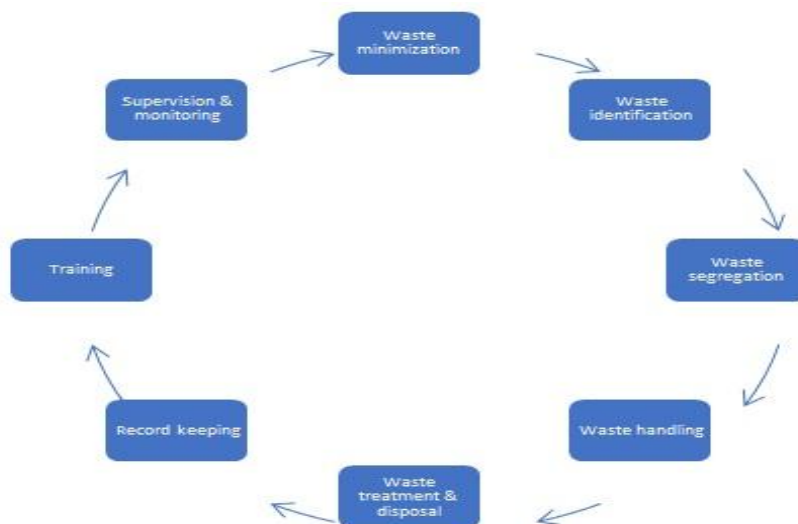 Waste
minimization
Waste
identification
Waste
segregation
Waste handling
Waste
treatment &
disposal
Record keeping
Training
Supervision &
monitoring